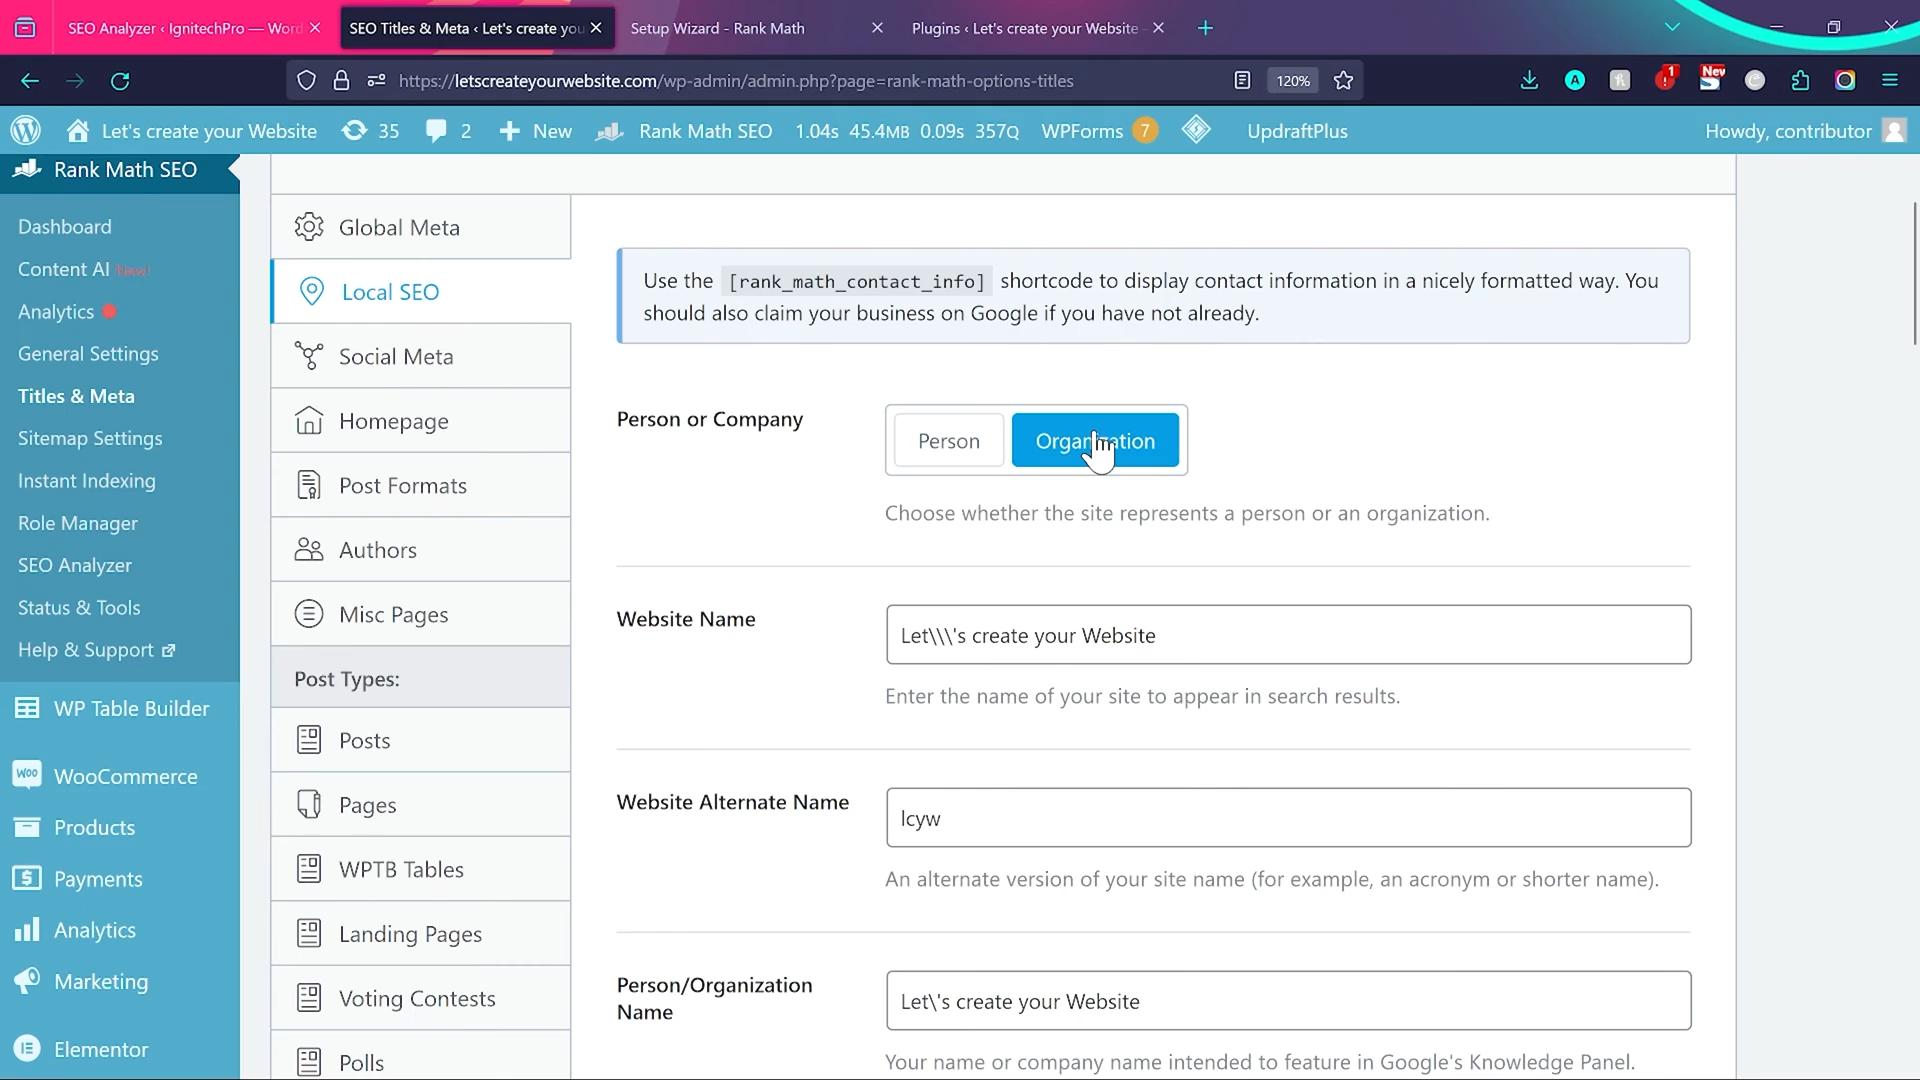 SEO Analyzer ‹ IgnitechPro — Word
SEO Titles & Meta ‹ Let's create you
Setup Wizard - Rank Math
Plugins ‹ Let's create your Website
https://letscreateyourwebsite.com/wp-admin/admin.php?page=rank-math-options-titles
120%
1
New
Let's create your Website
35
2
New
Rank Math SEO
1.04s 45.4MB 0.09s 357Q
WPForms 7
UpdraftPlus
Howdy, contributor
Rank Math SEO
Dashboard
Content AI New!
Analytics
General Settings
Titles & Meta
Sitemap Settings
Instant Indexing
Role Manager
SEO Analyzer
Status & Tools
Help & Support
WP Table Builder
WooCommerce
Products
Payments
Analytics
Marketing
Elementor
Global Meta
Local SEO
Social Meta
Homepage
Post Formats
Authors
Misc Pages
Post Types:
Posts
Pages
WPTB Tables
Landing Pages
Voting Contests
Polls
Use the [rank_math_contact_info] shortcode to display contact information in a nicely formatted way. You
should also claim your business on Google if you have not already.
Person or Company
Person
Organization
Choose whether the site represents a person or an organization.
Website Name
Let\\\'s create your Website
Enter the name of your site to appear in search results.
Website Alternate Name
lcyw
An alternate version of your site name (for example, an acronym or shorter name).
Person/Organization
Name
Let\'s create your Website
Your name or company name intended to feature in Google's Knowledge Panel.